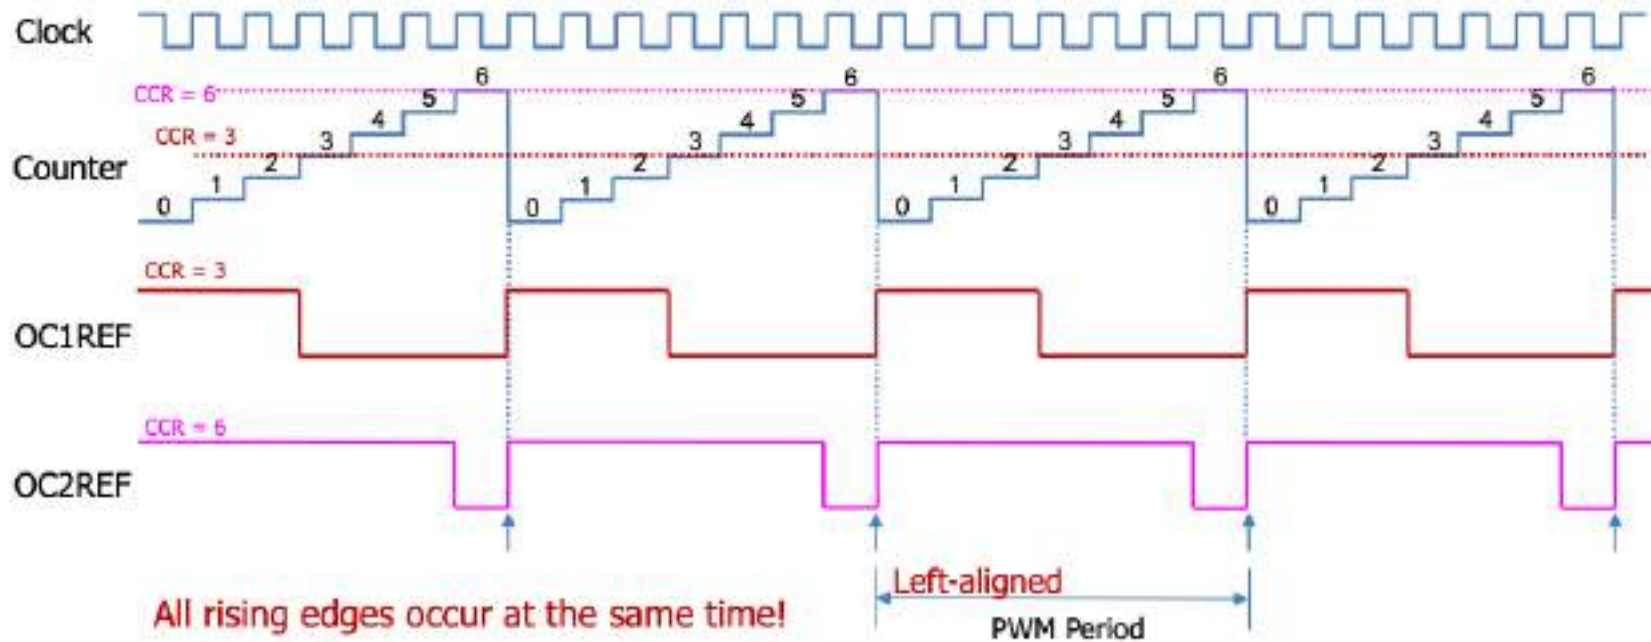 Clock
CCR = 6
6 6 6 6
5 5 5 5
4 4 4 4
CCR = 3
3 3 3 3
Counter
2 2 2 2
1 1 1 1
0 0 0 0
CCR = 3
OC1REF
CCR = 6
OC2REF
Left-aligned
All rising edges occur at the same time!
PWM Period